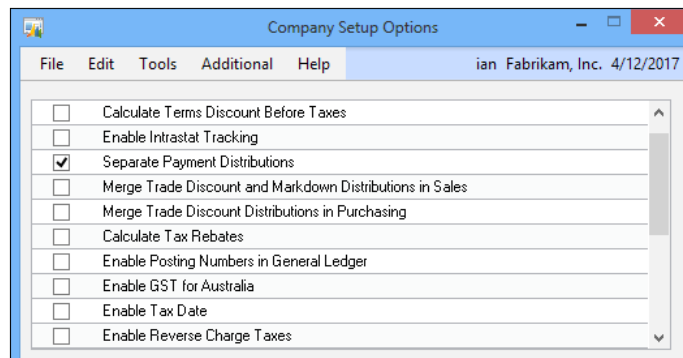 Company Setup Options
File Edit Tools Additional Help ian Fabrikam, Inc. 4/12/2017
Calculate Terms Discount Before Taxes
Enable Intrastat Tracking
Separate Payment Distributions
Merge Trade Discount and Markdown Distributions in Sales
Merge Trade Discount Distributions in Purchasing
Calculate Tax Rebates
Enable Posting Numbers in General Ledger
Enable GST for Australia
Enable Tax Date
Enable Reverse Charge Taxes